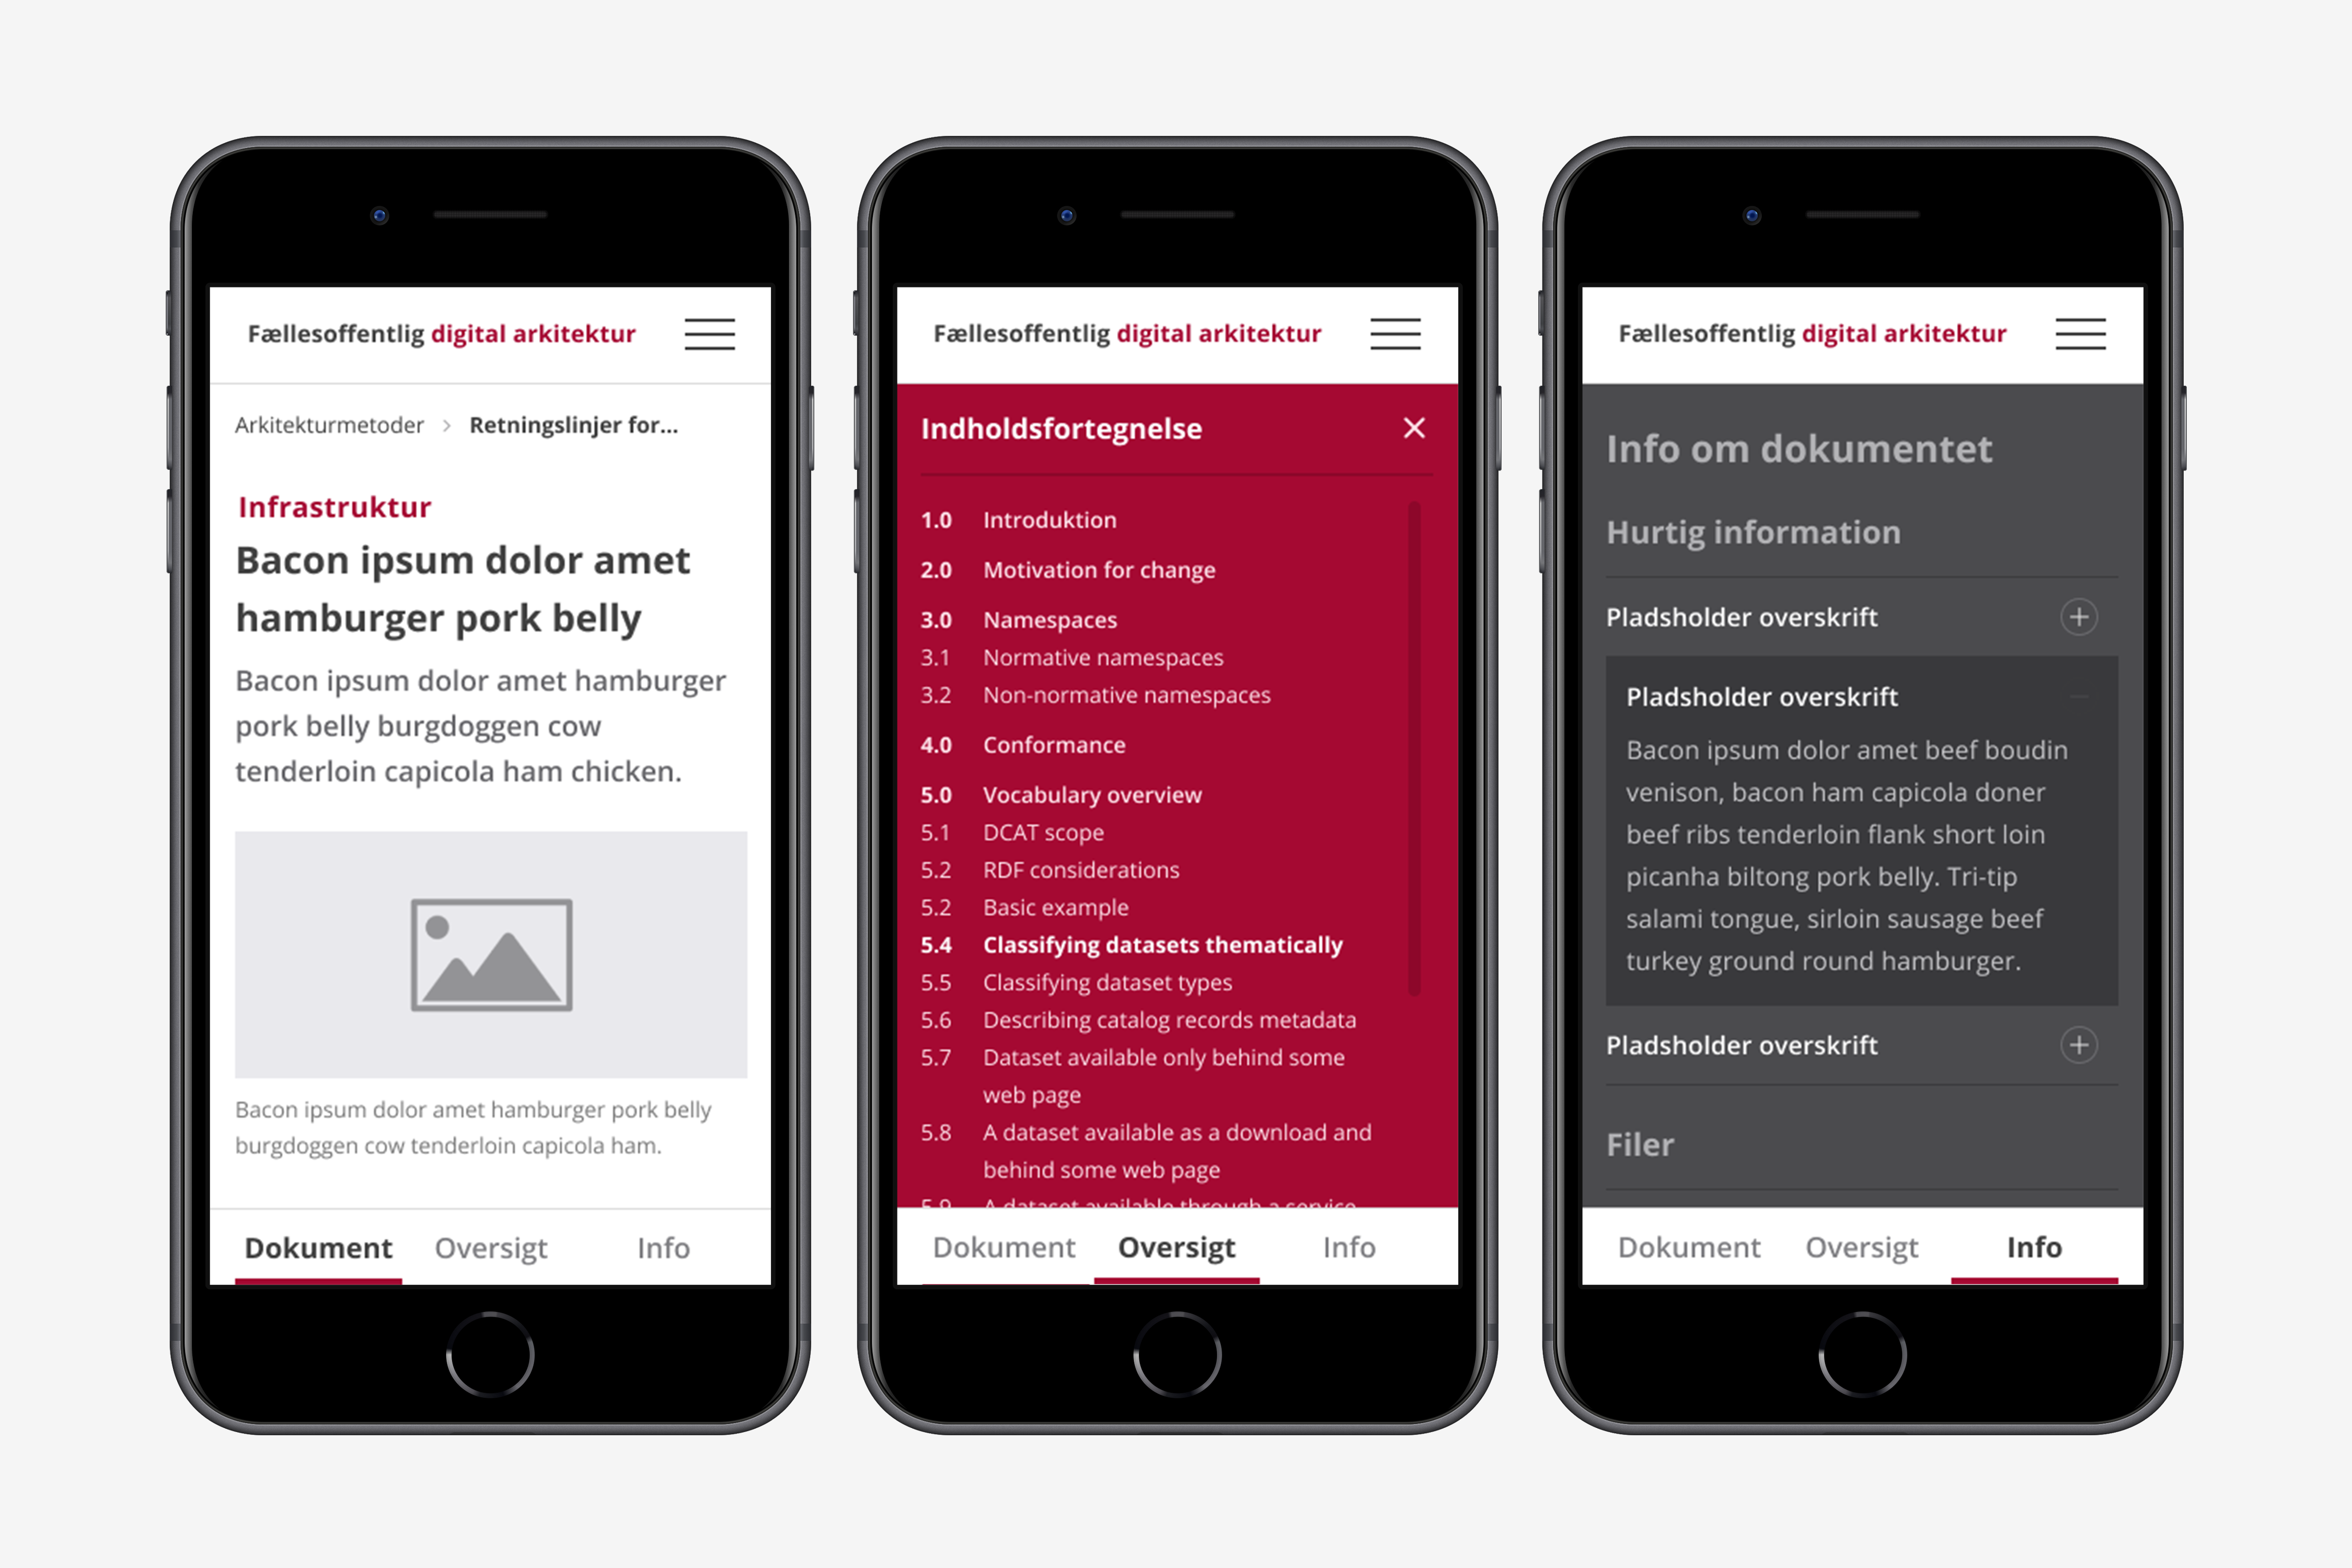 Fællesoffentlig digital arkitektur
Arkitekturmetoder > Retningslinjer for...
Infrastruktur
Bacon ipsum dolor amet
hamburger pork belly
Bacon ipsum dolor amet hamburger
pork belly burgdoggen cow
tenderloin capicola ham chicken.
Bacon ipsum dolor amet hamburger pork belly
burgdoggen cow tenderloin capicola ham.
Dokument Oversigt Info
Fællesoffentlig digital arkitektur
Indholdsfortegnelse
1.0 Introduktion
2.0 Motivation for change
3.0 Namespaces
3.1 Normative namespaces
3.2 Non-normative namespaces
4.0 Conformance
5.0 Vocabulary overview
5.1 DCAT scope
5.2 RDF considerations
5.2 Basic example
5.4 Classifying datasets thematically
5.5 Classifying dataset types
5.6 Describing catalog records metadata
5.7 Dataset available only behind some
web page
5.8 A dataset available as a download and
behind some web page
5.9 A dataset available through a service
Dokument Oversigt Info
Fællesoffentlig digital arkitektur
Info om dokumentet
Hurtig information
Pladsholder overskrift
Pladsholder overskrift
Bacon ipsum dolor amet beef boudin
venison, bacon ham capicola doner
beef ribs tenderloin flank short loin
picanha biltong pork belly. Tri-tip
salami tongue, sirloin sausage beef
turkey ground round hamburger.
Pladsholder overskrift
Filer
Dokument Oversigt Info